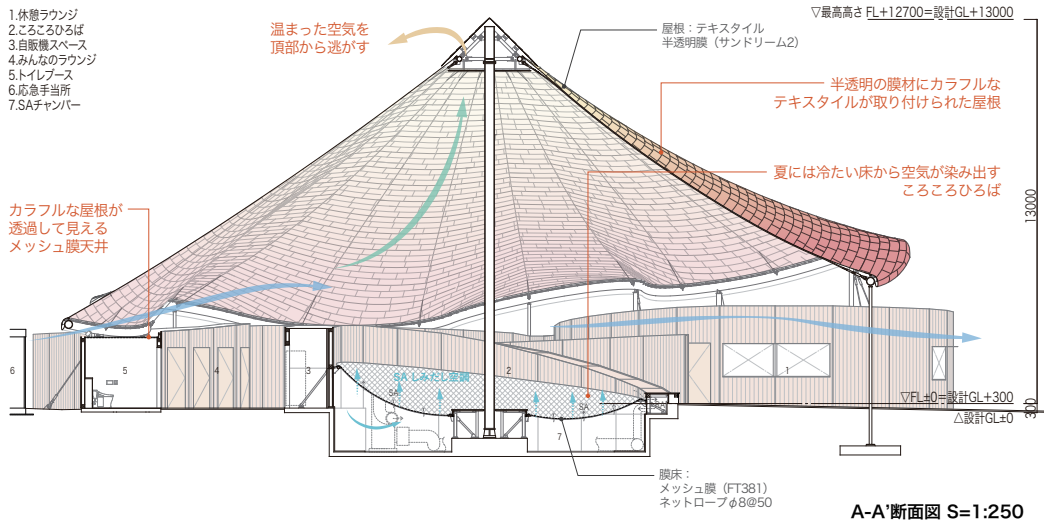 1.休憩ラウンジ
2.ころころひろば
3.自販機スペース
4.みんなのラウンジ
5.トイレブース
6.応急手当所
7.SAチャンバー
温まった空気を
頂部から逃がす
屋根：テキスタイル
半透明膜（サンドリーム2）
▽最高高さ FL+12700=設計GL+13000
半透明の膜材にカラフルな
テキスタイルが取り付けられた屋根
夏には冷たい床から空気が染み出す
ころころひろば
カラフルな屋根が
透過して見える
メッシュ膜天井
13000
300
6
5
4
3
2
1
SA しみだし空調
SA
SA
SA
7
▽FL±0=設計GL+300
△設計GL±0
膜床：
メッシュ膜（FT381）
ネットロープφ8@50
A-A'断面図 S=1:250